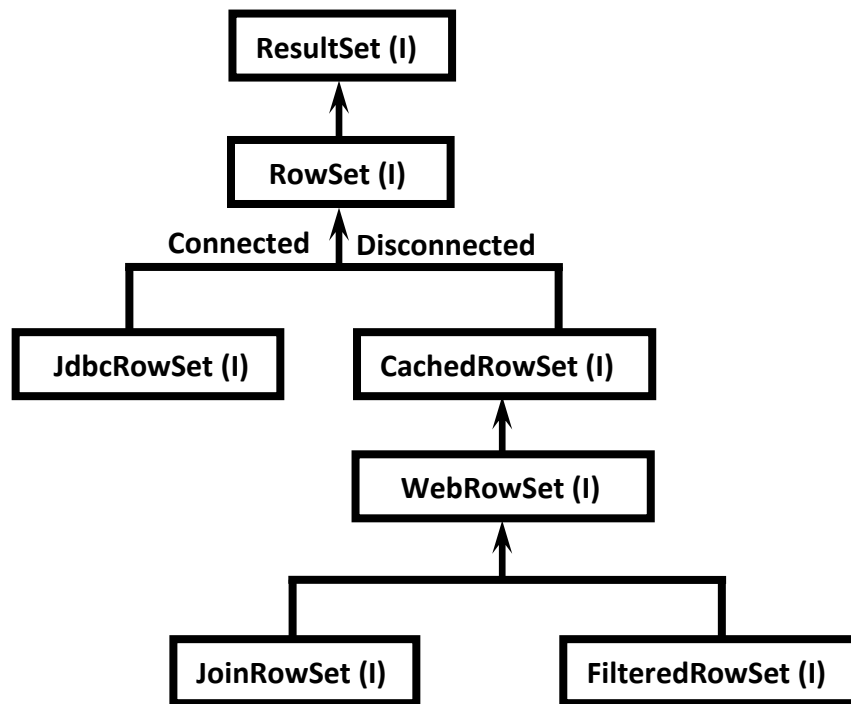 ResultSet (I)
RowSet (I)
Connected Disconnected
JdbcRowSet (I) CachedRowSet (I)
WebRowSet (I)
JoinRowSet (I) FilteredRowSet (I)